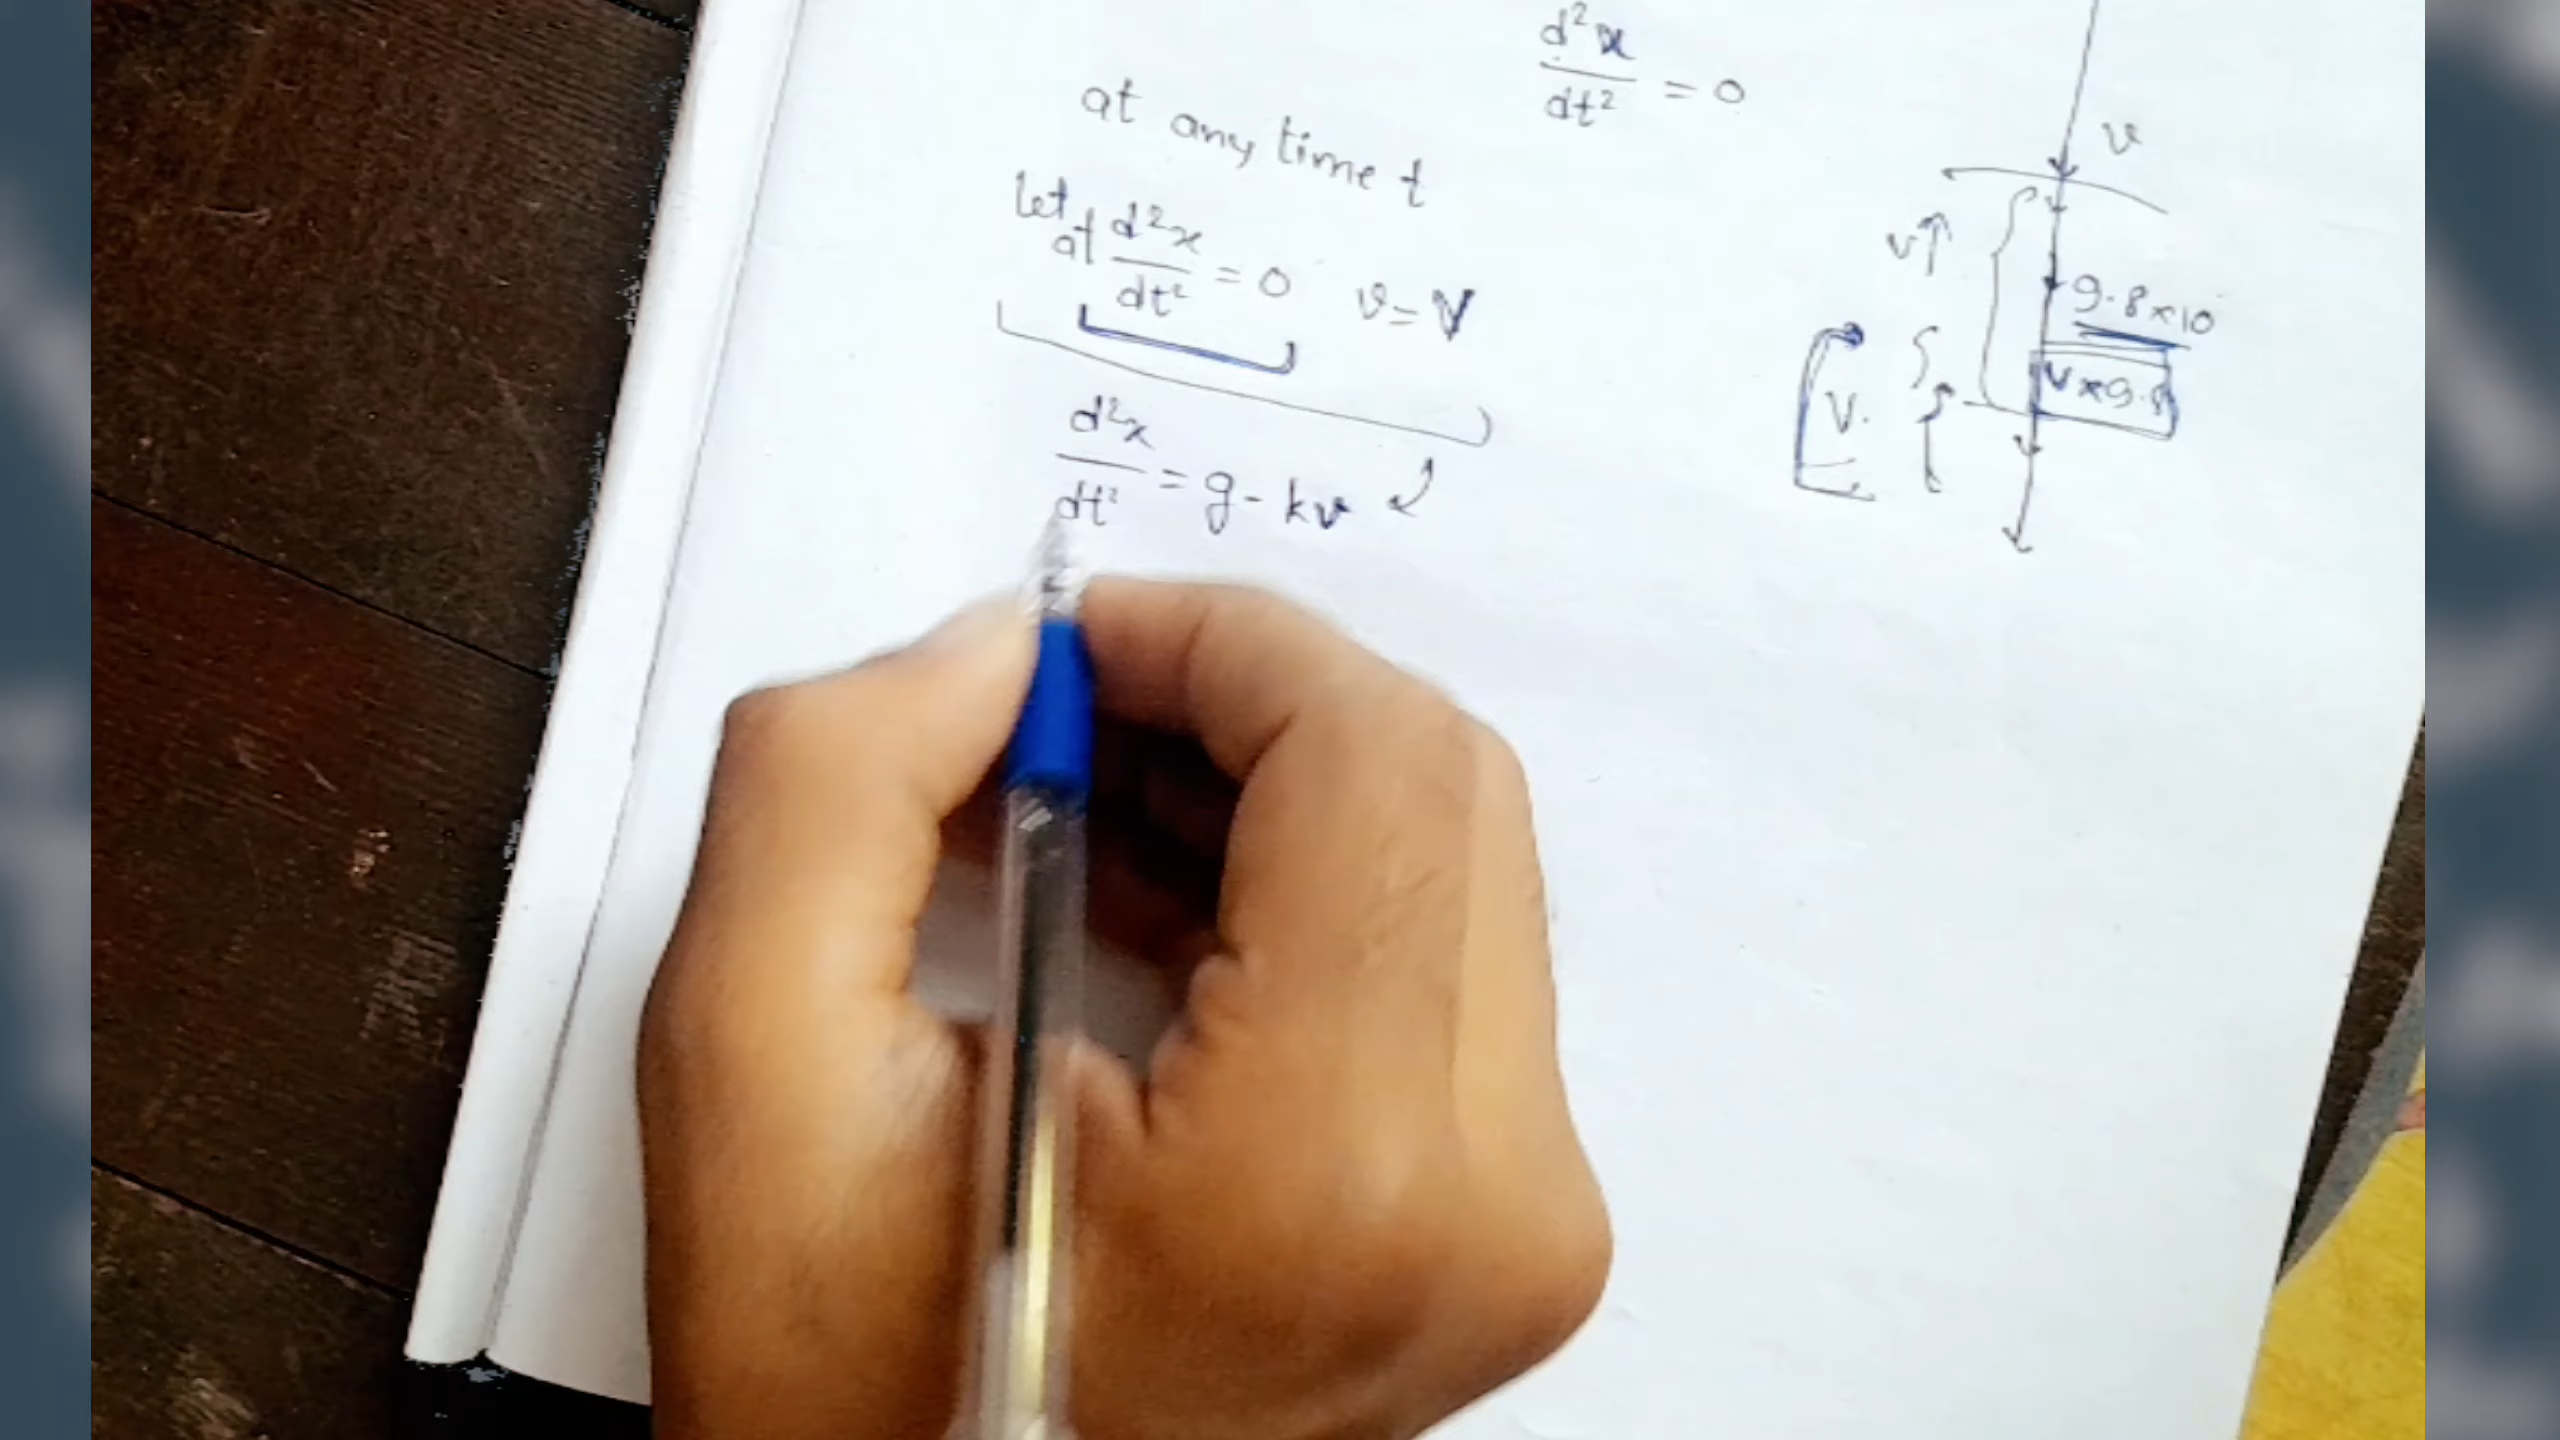 d²x/dt² = 0
at any time t
let at d²x/dt² = 0 v = V
d²x/dt² = g - kv
v
v↑
9.8×10
v×9.8
V.